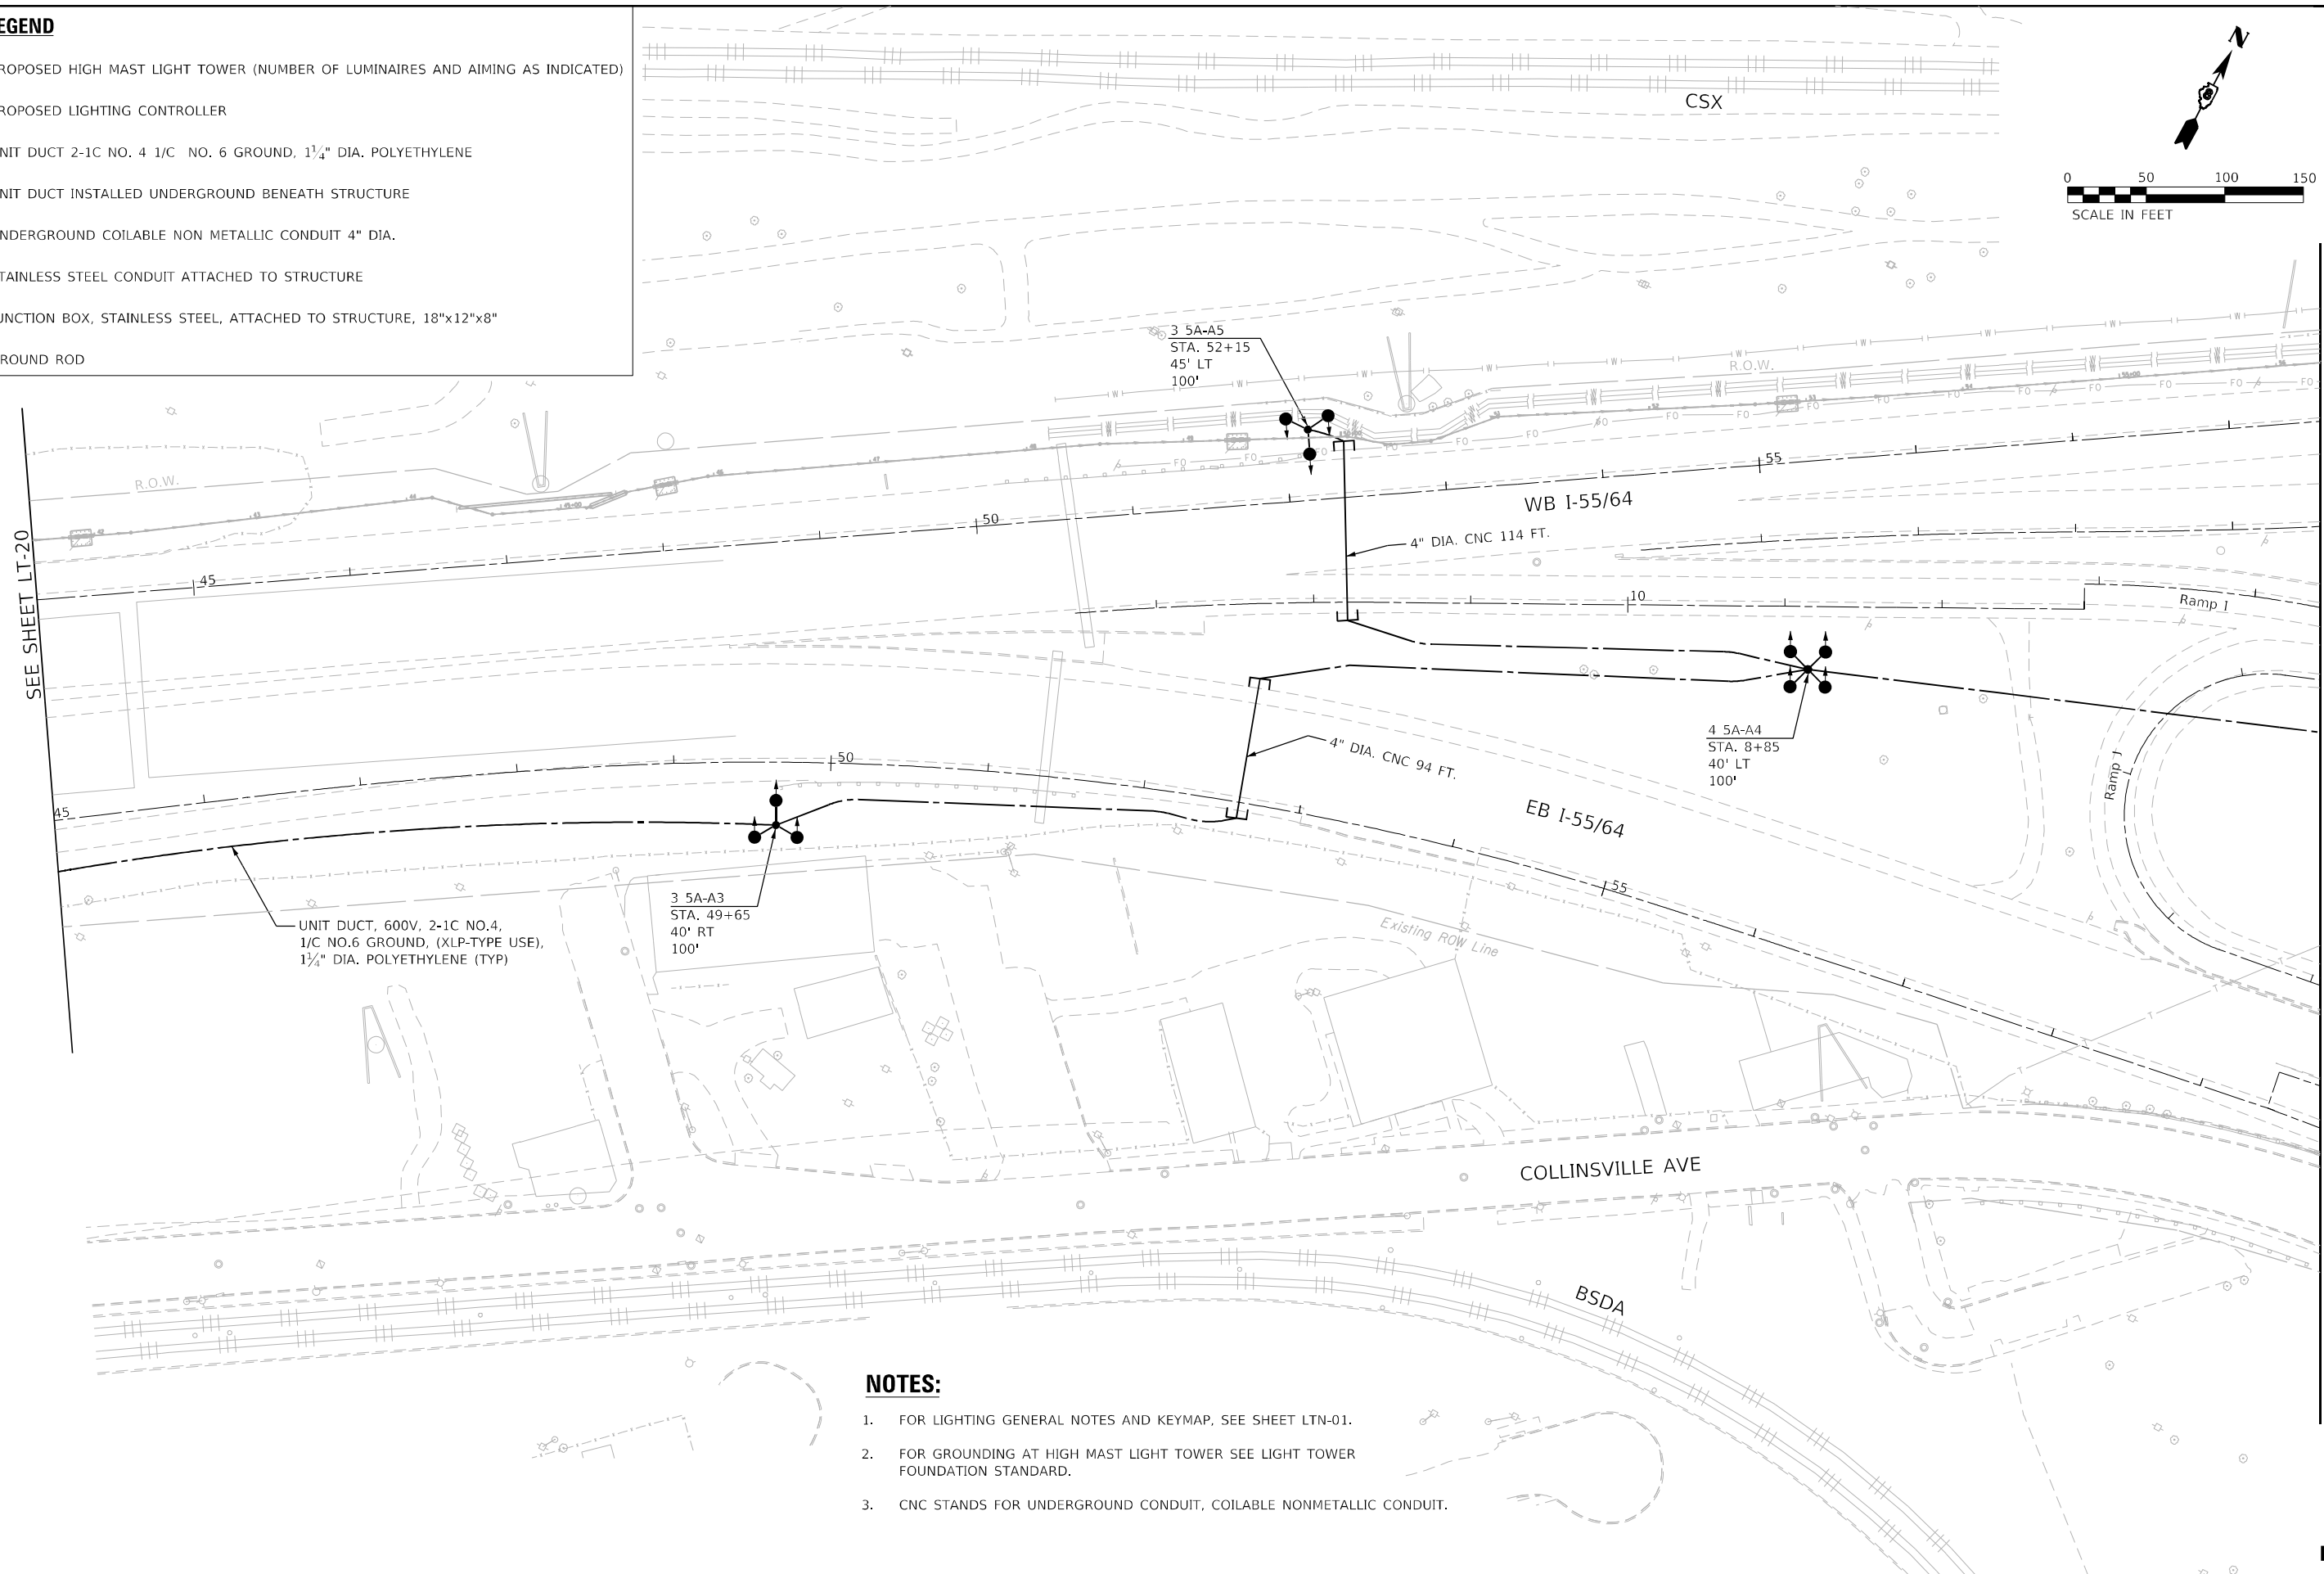 EGEND
ROPOSED HIGH MAST LIGHT TOWER (NUMBER OF LUMINAIRES AND AIMING AS INDICATED)
ROPOSED LIGHTING CONTROLLER
NIT DUCT 2-1C NO. 4 1/C NO. 6 GROUND, 1¼" DIA. POLYETHYLENE
NIT DUCT INSTALLED UNDERGROUND BENEATH STRUCTURE
NDERGROUND COILABLE NON METALLIC CONDUIT 4" DIA.
TAINLESS STEEL CONDUIT ATTACHED TO STRUCTURE
UNCTION BOX, STAINLESS STEEL, ATTACHED TO STRUCTURE, 18"x12"x8"
ROUND ROD
N
0 50 100 150
SCALE IN FEET
CSX
3 5A-A5
STA. 52+15
45' LT
100'
R.O.W.
R.O.W.
SEE SHEET LT-20
45
50
55
WB I-55/64
4" DIA. CNC 114 FT.
10
Ramp I
4 5A-A4
STA. 8+85
40' LT
100'
Ramp J
4" DIA. CNC 94 FT.
EB I-55/64
45
50
55
3 5A-A3
STA. 49+65
40' RT
100'
UNIT DUCT, 600V, 2-1C NO.4,
1/C NO.6 GROUND, (XLP-TYPE USE),
1¼" DIA. POLYETHYLENE (TYP)
Existing ROW Line
COLLINSVILLE AVE
BSDA
NOTES:
1. FOR LIGHTING GENERAL NOTES AND KEYMAP, SEE SHEET LTN-01.
2. FOR GROUNDING AT HIGH MAST LIGHT TOWER SEE LIGHT TOWER
FOUNDATION STANDARD.
3. CNC STANDS FOR UNDERGROUND CONDUIT, COILABLE NONMETALLIC CONDUIT.